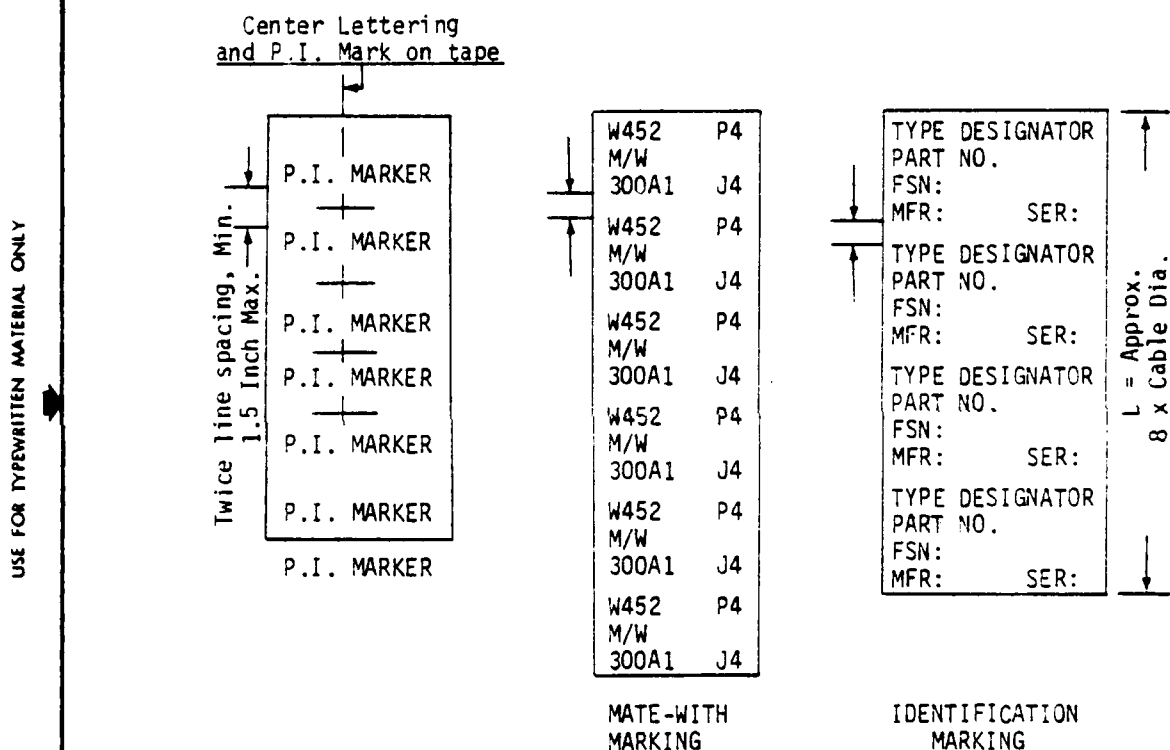 USE FOR TYPEWRITTEN MATERIAL ONLY
Center Lettering
and P.I. Mark on tape
Twice line spacing, Min.
1.5 Inch Max.
P.I. MARKER
P.I. MARKER
P.I. MARKER
P.I. MARKER
P.I. MARKER
P.I. MARKER
P.I. MARKER
W452 P4
M/W
300A1 J4
W452 P4
M/W
300A1 J4
W452 P4
M/W
300A1 J4
W452 P4
M/W
300A1 J4
W452 P4
M/W
300A1 J4
W452 P4
M/W
300A1 J4
MATE-WITH
MARKING
TYPE DESIGNATOR
PART NO.
FSN:
MFR: SER:
TYPE DESIGNATOR
PART NO.
FSN:
MFR: SER:
TYPE DESIGNATOR
PART NO.
FSN:
MFR: SER:
TYPE DESIGNATOR
PART NO.
FSN:
MFR: SER:
L = Approx.
8 x Cable Dia.
IDENTIFICATION
MARKING